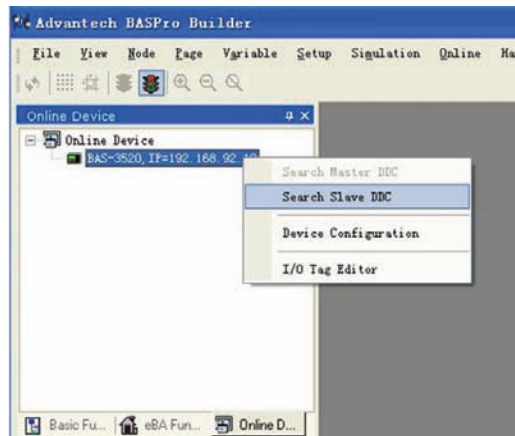 Advantech BASPro Builder
File View Node Page Variable Setup Simulation Online
Online Device
Online Device
BAS-3520, IP=192.168.92.
Search Master DDC
Search Slave DDC
Device Configuration
I/O Tag Editor
Basic Fu... eBA Fun... Online D...